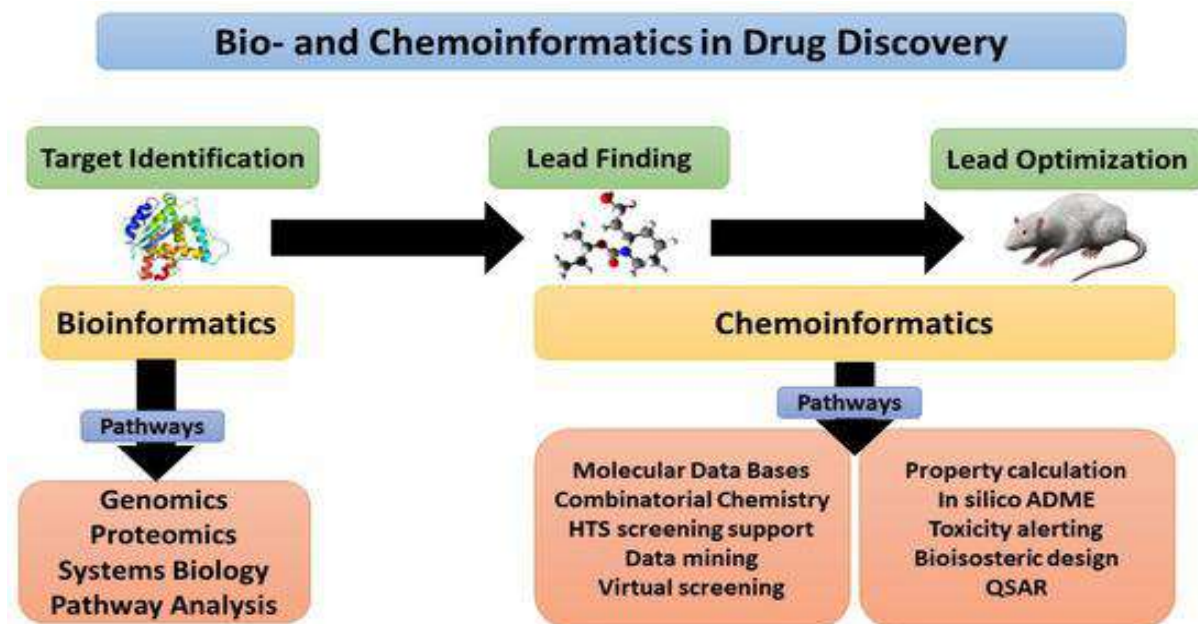 Bio- and Chemoinformatics in Drug Discovery
Target Identification
Lead Finding
Lead Optimization
Bioinformatics
Chemoinformatics
Pathways
Pathways
Genomics
Proteomics
Systems Biology
Pathway Analysis
Molecular Data Bases
Combinatorial Chemistry
HTS screening support
Data mining
Virtual screening
Property calculation
In silico ADME
Toxicity alerting
Bioisosteric design
QSAR